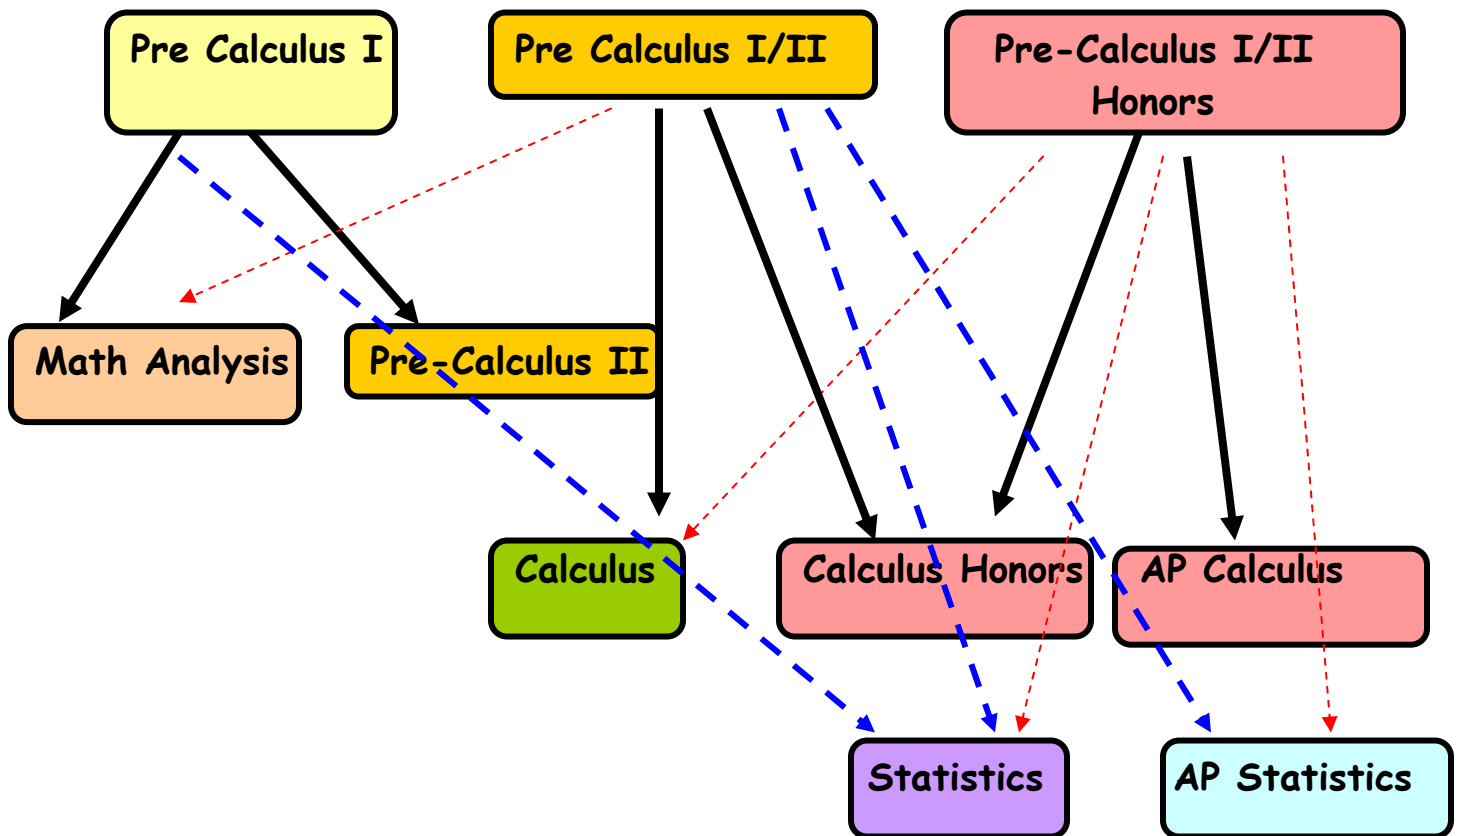 Pre Calculus I
Pre Calculus I/II
Pre-Calculus I/II
Honors
Math Analysis
Pre-Calculus II
Calculus
Calculus Honors
AP Calculus
Statistics
AP Statistics